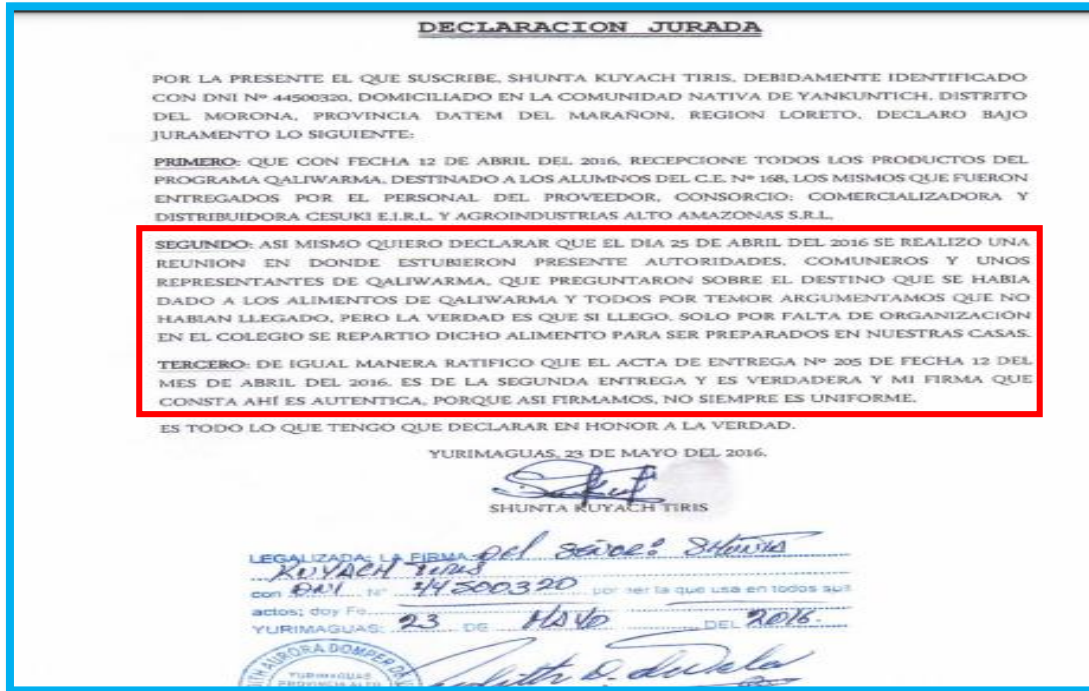 DECLARACION JURADA
POR LA PRESENTE EL QUE SUSCRIBE, SHUNTA KUYACH TIRIS, DEBIDAMENTE IDENTIFICADO
CON DNI Nº 44500320, DOMICILIADO EN LA COMUNIDAD NATIVA DE YANKUNTICH, DISTRITO
DEL MORONA, PROVINCIA DATEM DEL MARAÑON, REGION LORETO, DECLARO BAJO
JURAMENTO LO SIGUIENTE:
PRIMERO: QUE CON FECHA 12 DE ABRIL DEL 2016, RECEPCIONE TODOS LOS PRODUCTOS DEL
PROGRAMA QALIWARMA, DESTINADO A LOS ALUMNOS DEL C.E. Nº 168, LOS MISMOS QUE FUERON
ENTREGADOS POR EL PERSONAL DEL PROVEEDOR, CONSORCIO: COMERCIALIZADORA Y
DISTRIBUIDORA CESUKI E.I.R.L. Y AGROINDUSTRIAS ALTO AMAZONAS S.R.L.
SEGUNDO: ASI MISMO QUIERO DECLARAR QUE EL DIA 25 DE ABRIL DEL 2016 SE REALIZO UNA
REUNION EN DONDE ESTUBIERON PRESENTE AUTORIDADES, COMUNEROS Y UNOS
REPRESENTANTES DE QALIWARMA, QUE PREGUNTARON SOBRE EL DESTINO QUE SE HABIA
DADO A LOS ALIMENTOS DE QALIWARMA Y TODOS POR TEMOR ARGUMENTAMOS QUE NO
HABIAN LLEGADO, PERO LA VERDAD ES QUE SI LLEGO, SOLO POR FALTA DE ORGANIZACIÓN
EN EL COLEGIO SE REPARTIO DICHO ALIMENTO PARA SER PREPARADOS EN NUESTRAS CASAS.
TERCERO: DE IGUAL MANERA RATIFICO QUE EL ACTA DE ENTREGA Nº 205 DE FECHA 12 DEL
MES DE ABRIL DEL 2016, ES DE LA SEGUNDA ENTREGA Y ES VERDADERA Y MI FIRMA QUE
CONSTA AHÍ ES AUTENTICA, PORQUE ASI FIRMAMOS, NO SIEMPRE ES UNIFORME.
ES TODO LO QUE TENGO QUE DECLARAR EN HONOR A LA VERDAD.
YURIMAGUAS, 23 DE MAYO DEL 2016.
SHUNTA KUYACH TIRIS
LEGALIZADA: LA FIRMA Del SEÑOR: SHUNTA
KUYACH TIRIS
con DNI Nº 44500320 por ser la que usa en todos sus
actos; doy Fe
YURIMAGUAS: 23 DE MAYO DEL 2016.
AURORA DOMPER
YURIMAGUAS